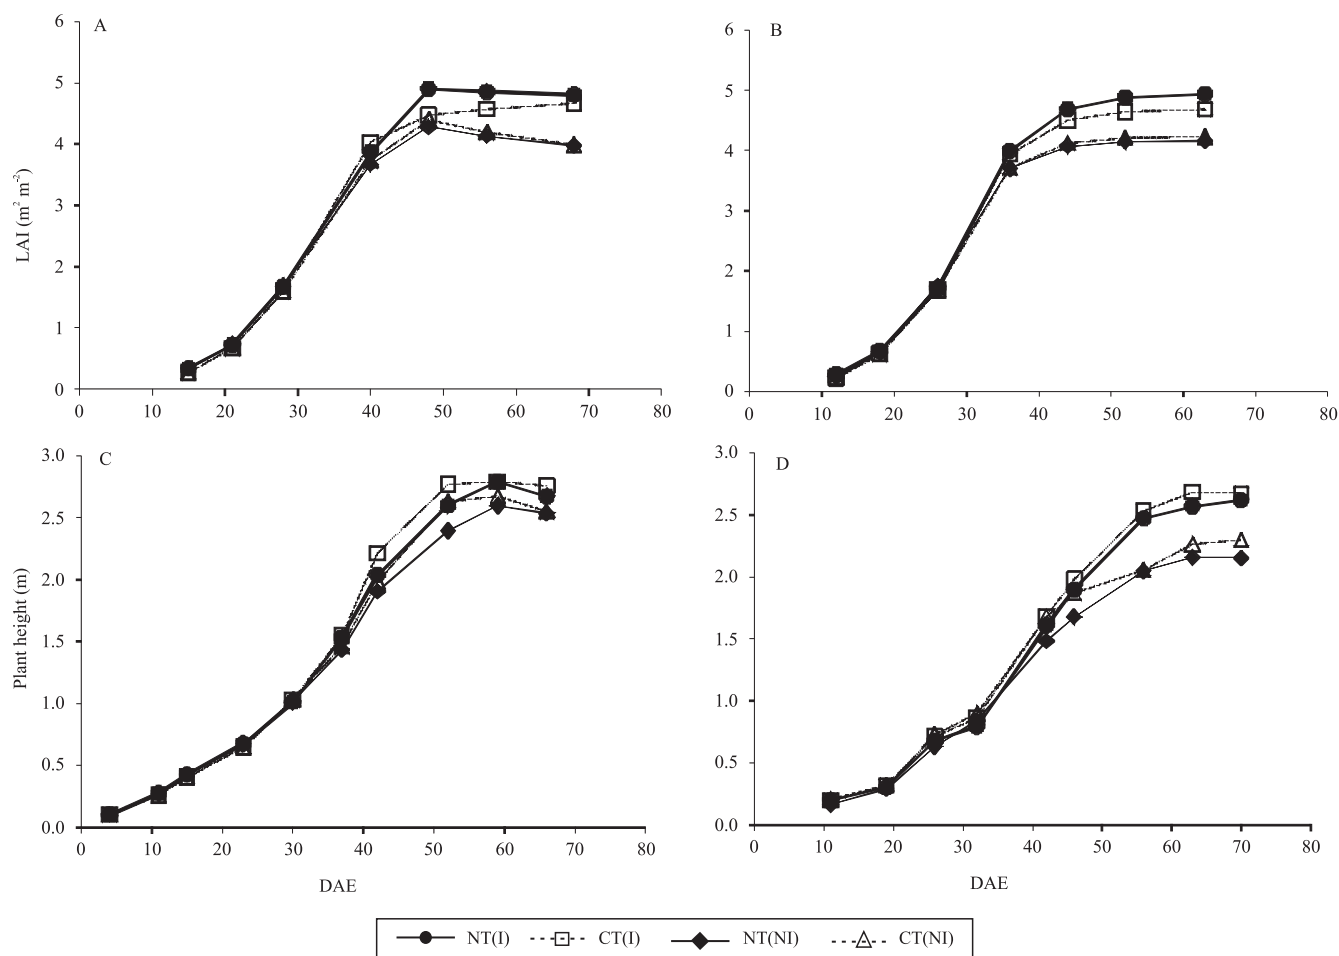 A
6
5
4
3
2
1
0
0 10 20 30 40 50 60 70 80
LAI (m² m⁻²)
B
6
5
4
3
2
1
0
0 10 20 30 40 50 60 70 80
C
3.0
2.5
2.0
1.5
1.0
0.5
0.0
0 10 20 30 40 50 60 70 80
Plant height (m)
DAE
D
3.0
2.5
2.0
1.5
1.0
0.5
0.0
0 10 20 30 40 50 60 70 80
DAE
NT(I) CT(I) NT(NI) CT(NI)